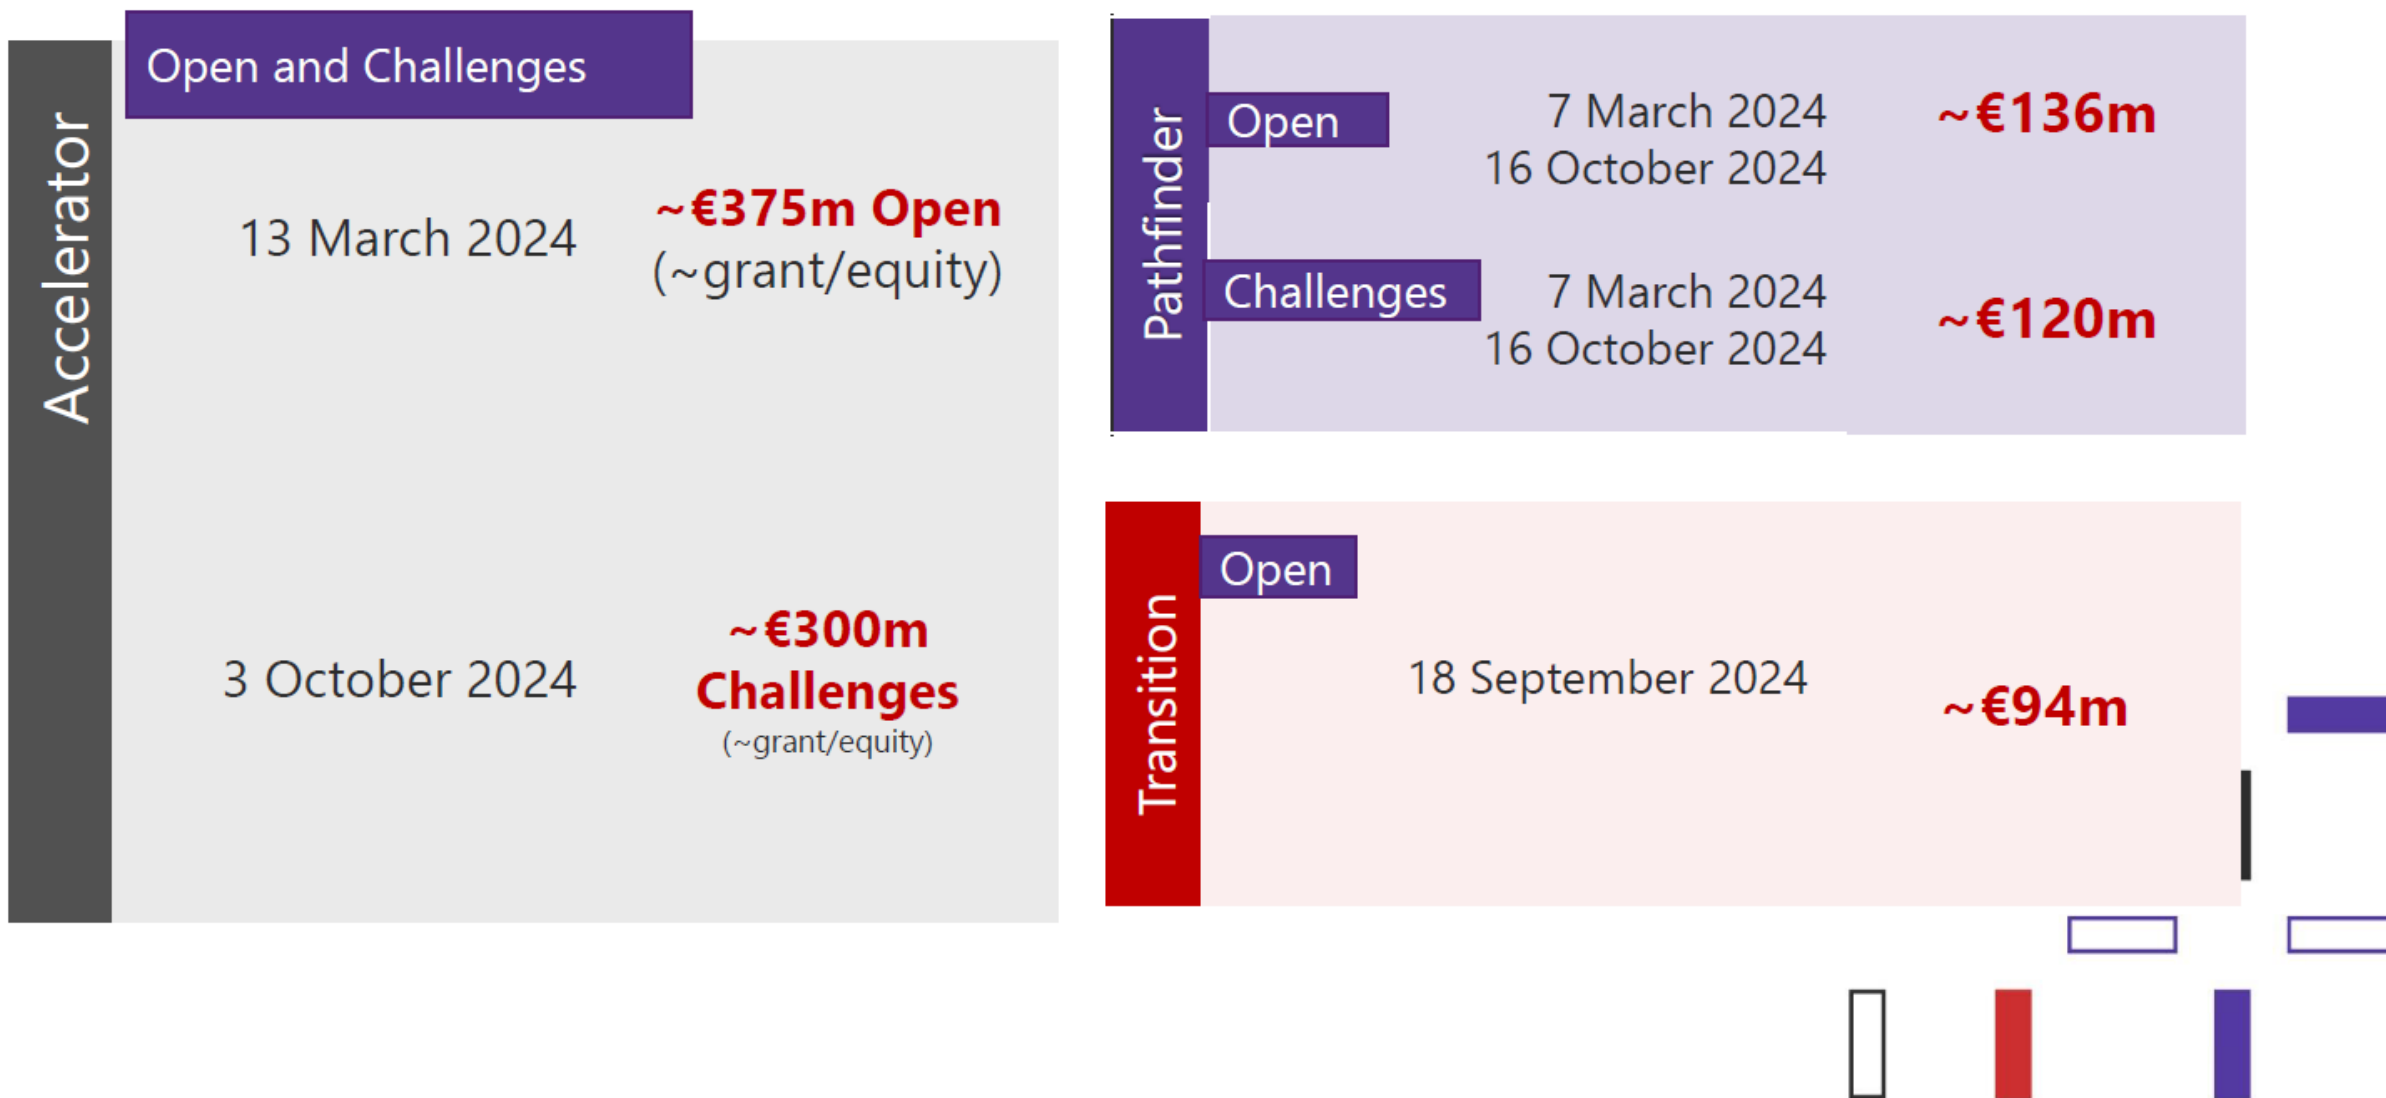 Accelerator
Open and Challenges
13 March 2024
~€375m Open
(~grant/equity)
3 October 2024
~€300m
Challenges
(~grant/equity)
Pathfinder
Open
7 March 2024
16 October 2024
~€136m
Challenges
7 March 2024
16 October 2024
~€120m
Transition
Open
18 September 2024
~€94m